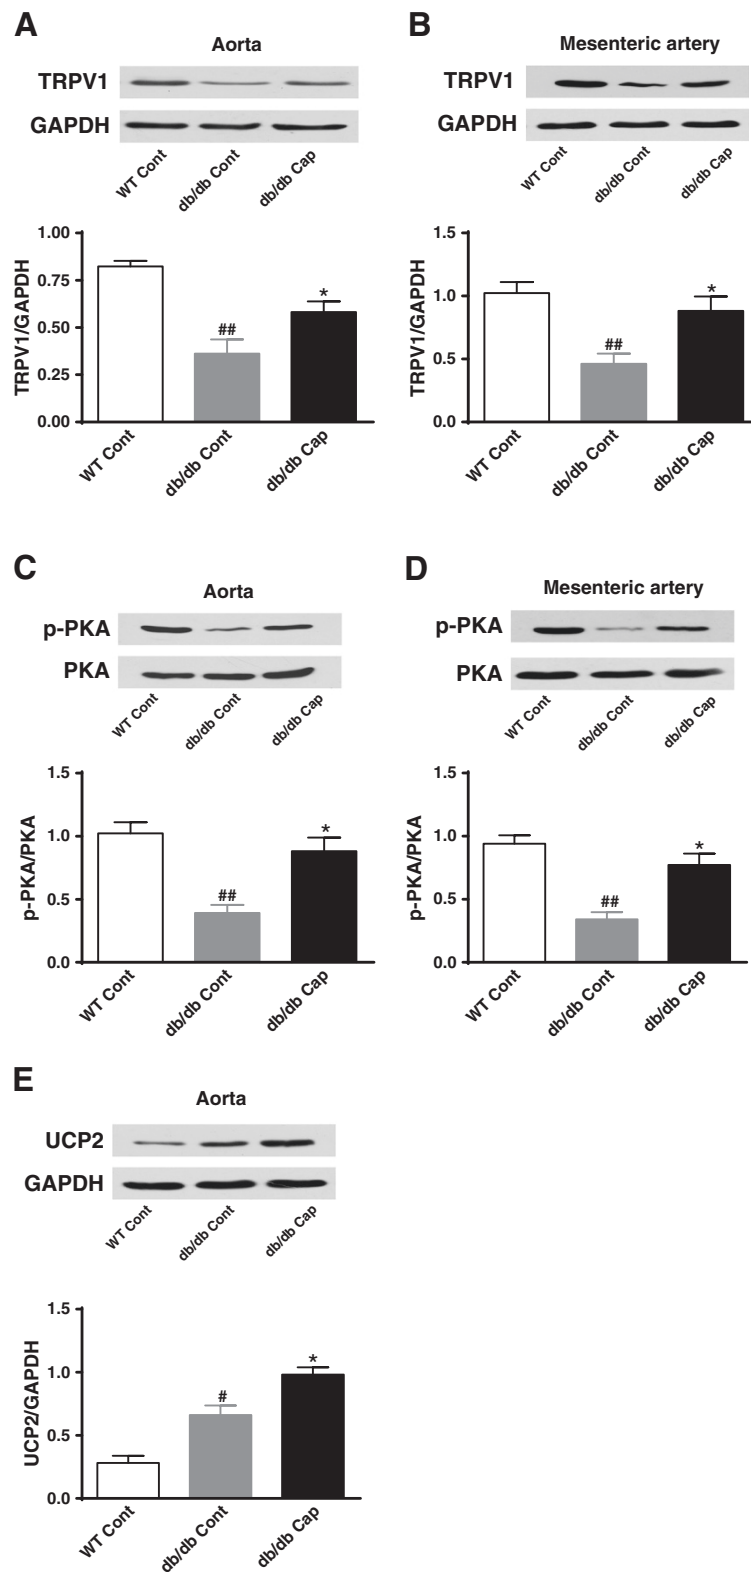 A
Aorta
TRPV1
GAPDH
WT Cont
db/db Cont
db/db Cap
TRPV1/GAPDH
1.00
0.75
0.50
0.25
0.00
##
*
WT Cont
db/db Cont
db/db Cap
B
Mesenteric artery
TRPV1
GAPDH
WT Cont
db/db Cont
db/db Cap
TRPV1/GAPDH
1.5
1.0
0.5
0.0
##
*
WT Cont
db/db Cont
db/db Cap
C
Aorta
p-PKA
PKA
WT Cont
db/db Cont
db/db Cap
p-PKA/PKA
1.5
1.0
0.5
0.0
##
*
WT Cont
db/db Cont
db/db Cap
D
Mesenteric artery
p-PKA
PKA
WT Cont
db/db Cont
db/db Cap
p-PKA/PKA
1.5
1.0
0.5
0.0
##
*
WT Cont
db/db Cont
db/db Cap
E
Aorta
UCP2
GAPDH
WT Cont
db/db Cont
db/db Cap
UCP2/GAPDH
1.5
1.0
0.5
0.0
#
*
WT Cont
db/db Cont
db/db Cap